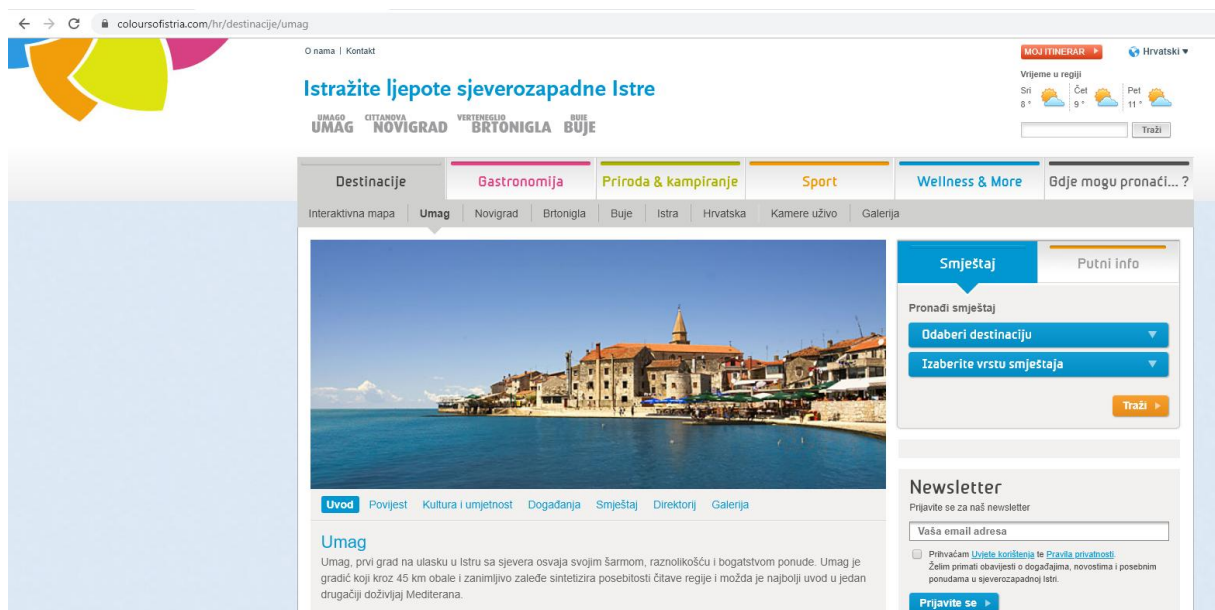 coloursofistria.com/hr/destinacije/umag
O nama | Kontakt
MOJ ITINERAR
Hrvatski
Istražite ljepote sjeverozapadne Istre
Vrijeme u regiji
Sri Čet Pet
8 ° 9 ° 11 °
UMAGO CITTANOVA VERTENEGLIO BUIE
UMAG NOVIGRAD BRTONIGLA BUJE
Traži
Destinacije Gastronomija Priroda & kampiranje Sport Wellness & More Gdje mogu pronaći... ?
Interaktivna mapa Umag Novigrad Brtonigla Buje Istra Hrvatska Kamere uživo Galerija
Smještaj Putni info
Pronađi smještaj
Odaberi destinaciju
Izaberite vrstu smještaja
Traži
Uvod Povijest Kultura i umjetnost Događanja Smještaj Direktorij Galerija
Umag
Umag, prvi grad na ulasku u Istru sa sjevera osvaja svojim šarmom, raznolikošću i bogatstvom ponude. Umag je
gradić koji kroz 45 km obale i zanimljivo zaleđe sintetizira posebitosti čitave regije i možda je najbolji uvod u jedan
drugačiji doživljaj Mediterana.
Newsletter
Prijavite se za naš newsletter
Vaša email adresa
Prihvaćam Uvjete korištenja te Pravila privatnosti.
Želim primati obavijesti o događajima, novostima i posebnim
ponudama u sjeverozapadnoj Istri.
Prijavite se